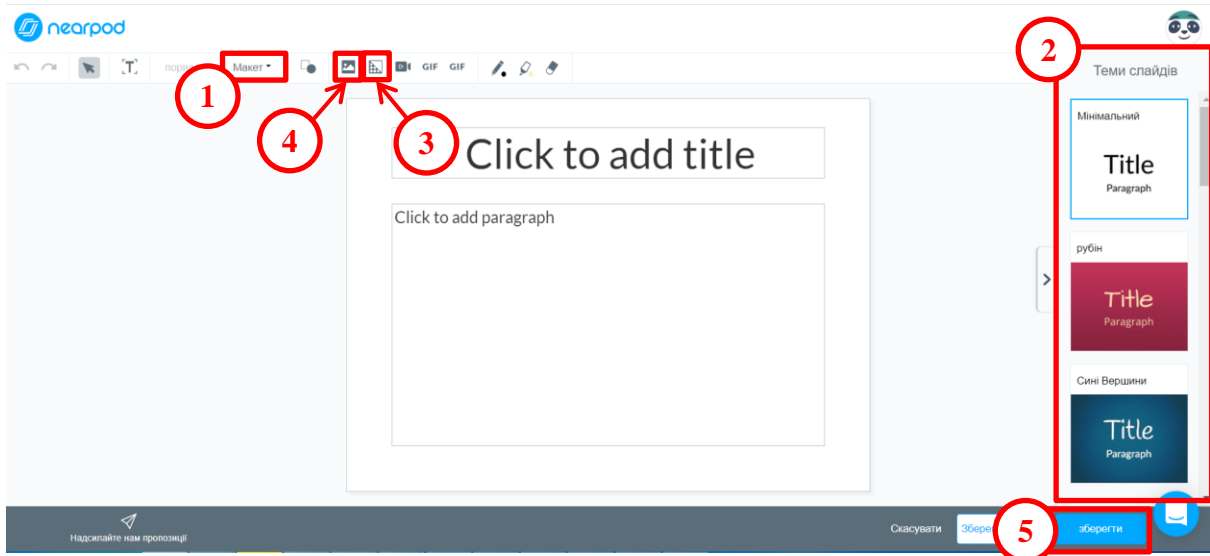 nearpod
2
T
Макет
GIF
GIF
Теми слайдів
1
4
3
Мінімальний
Title
Paragraph
Click to add title
Click to add paragraph
рубін
Title
Paragraph
Сині Вершини
Title
Paragraph
Надсилайте нам пропозиції
Скасувати
5
зберегти